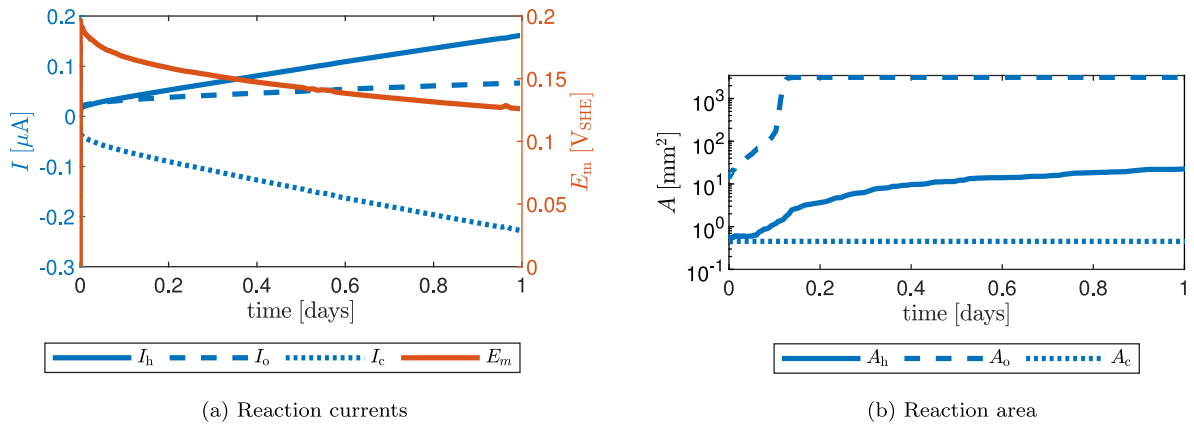 0.2
0.1
0
-0.1
-0.2
-0.3
I [μA]
0.2
0.15
0.1
0.05
0
E_m [V_SHE]
0 0.2 0.4 0.6 0.8 1
time [days]
I_h I_o I_c E_m
(a) Reaction currents
10^3
10^2
10^1
10^0
10^-1
A [mm^2]
0 0.2 0.4 0.6 0.8 1
time [days]
A_h A_o A_c
(b) Reaction area